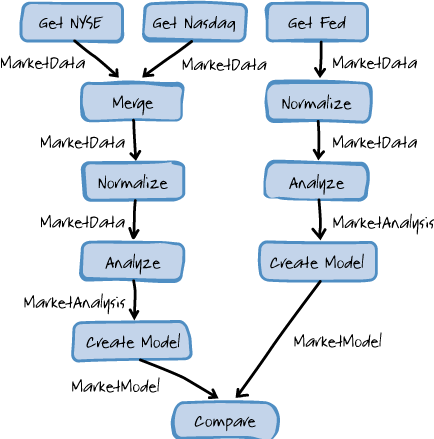 Get NYSE
Get Nasdaq
Get Fed
MarketData
MarketData
MarketData
Merge
Normalize
MarketData
MarketData
Normalize
Analyze
MarketData
MarketAnalysis
Analyze
Create Model
MarketAnalysis
Create Model
MarketModel
MarketModel
Compare